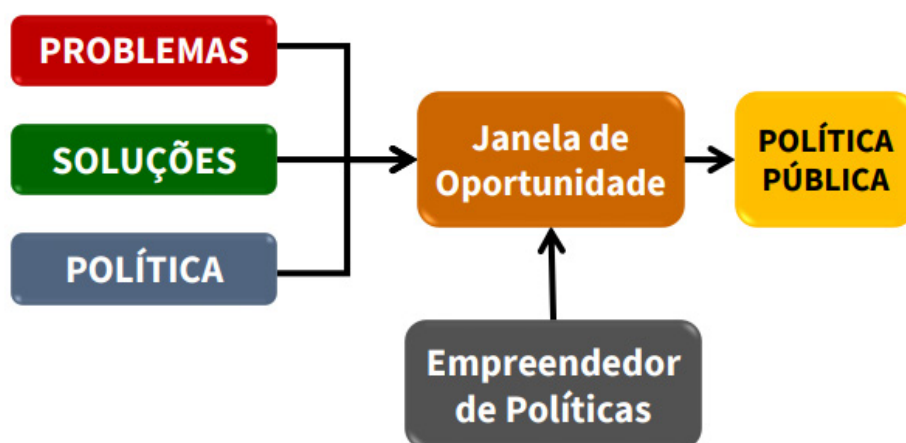 PROBLEMAS
SOLUÇÕES
POLÍTICA
Janela de
Oportunidade
POLÍTICA
PÚBLICA
Empreendedor
de Políticas